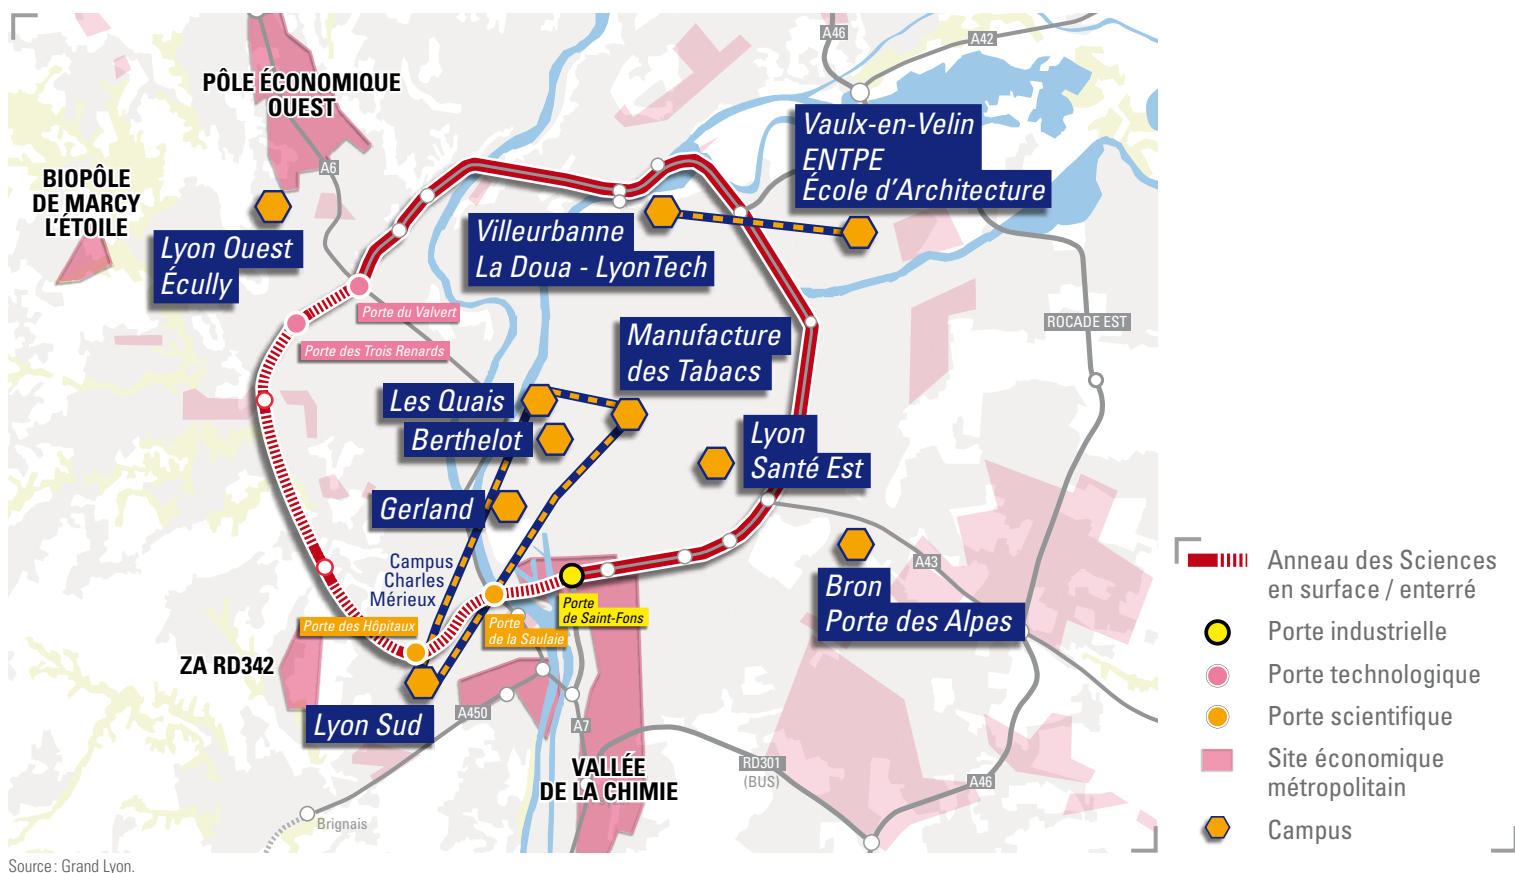 A46
A42
PÔLE ÉCONOMIQUE
OUEST
A6
BIOPÔLE
DE MARCY
L'ÉTOILE
Vaulx-en-Velin
ENTPE
École d'Architecture
Lyon Ouest
Écully
Villeurbanne
La Doua - LyonTech
Porte du Valvert
Porte des Trois Renards
ROCADE EST
Manufacture
des Tabacs
Les Quais
Berthelot
Lyon
Santé Est
Gerland
Campus
Charles
Mérieux
A43
Bron
Porte des Alpes
Porte
de Saint-Fons
Porte des Hôpitaux
Porte
de la Saulaie
ZA RD342
Lyon Sud
A450
A7
VALLÉE
DE LA CHIMIE
RD301
(BUS)
A46
Brignais
Anneau des Sciences
en surface / enterré
Porte industrielle
Porte technologique
Porte scientifique
Site économique
métropolitain
Campus
Source : Grand Lyon.